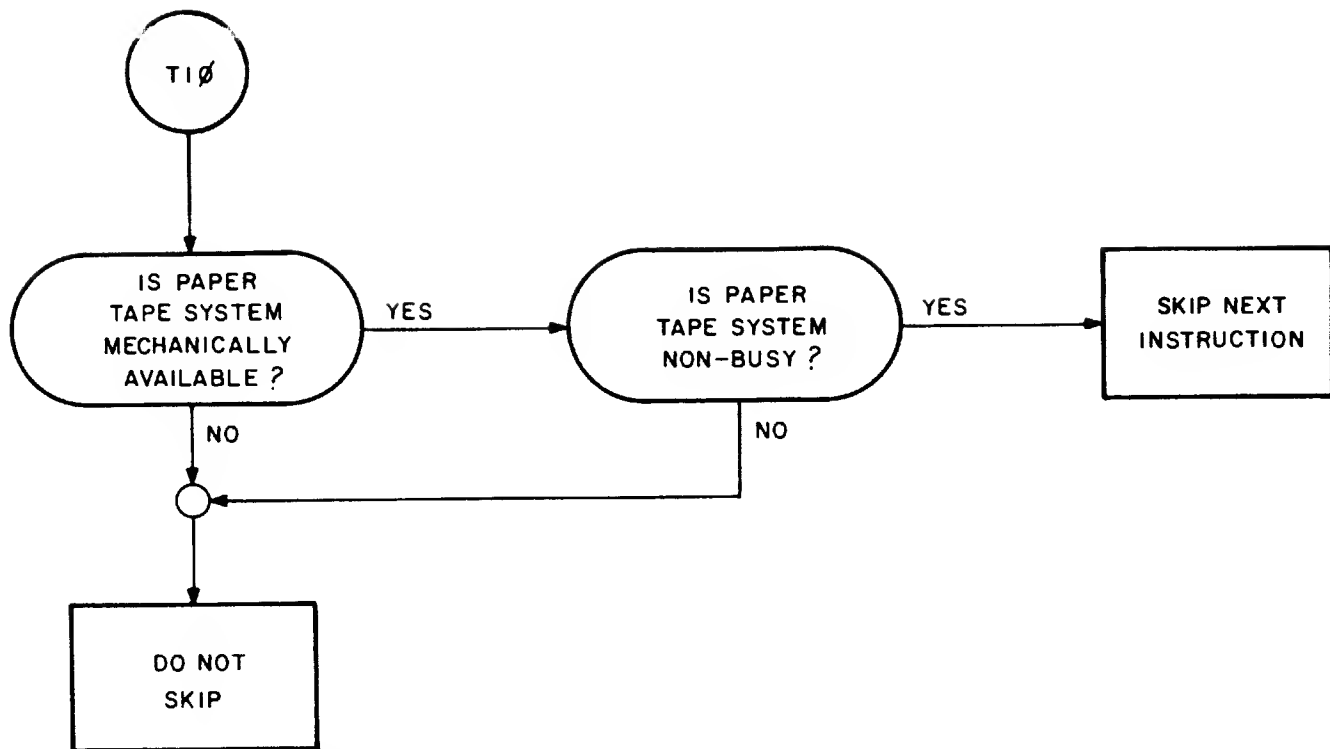 TIØ
IS PAPER
TAPE SYSTEM
MECHANICALLY
AVAILABLE ?
YES
IS PAPER
TAPE SYSTEM
NON-BUSY ?
YES
SKIP NEXT
INSTRUCTION
NO
NO
DO NOT
SKIP